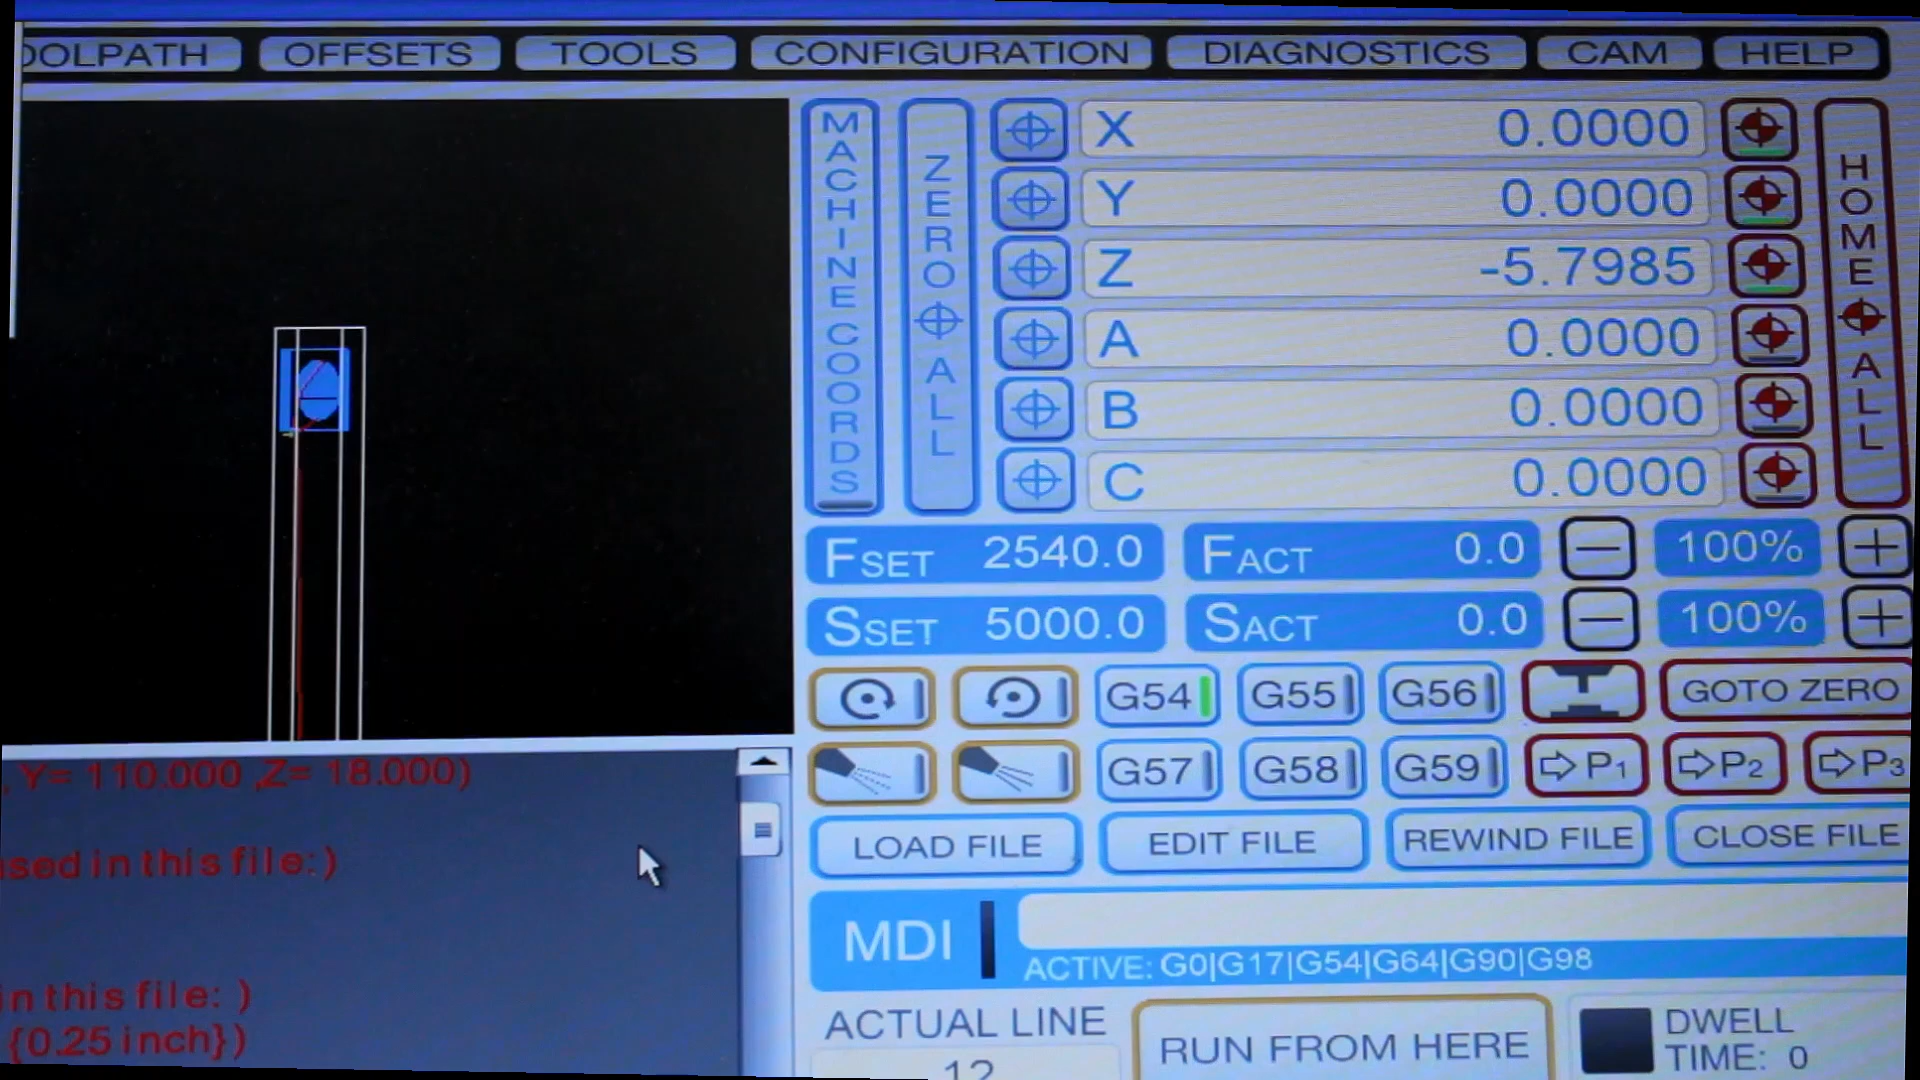 OOLPATH OFFSETS TOOLS CONFIGURATION DIAGNOSTICS CAM HELP
MACHINE COORDS
ZERO ALL
X 0.0000
Y 0.0000
Z -5.7985
A 0.0000
B 0.0000
C 0.0000
HOME ALL
FSET 2540.0 FACT 0.0 100%
SSET 5000.0 SACT 0.0 100%
G54 G55 G56 GOTO ZERO
G57 G58 G59 P1 P2 P3
LOAD FILE EDIT FILE REWIND FILE CLOSE FILE
MDI
ACTIVE: G0|G17|G54|G64|G90|G98
ACTUAL LINE
12
RUN FROM HERE
DWELL
TIME: 0
, Y= 110.000 ,Z= 18.000)
sed in this file:)
in this file: )
{0.25 inch})